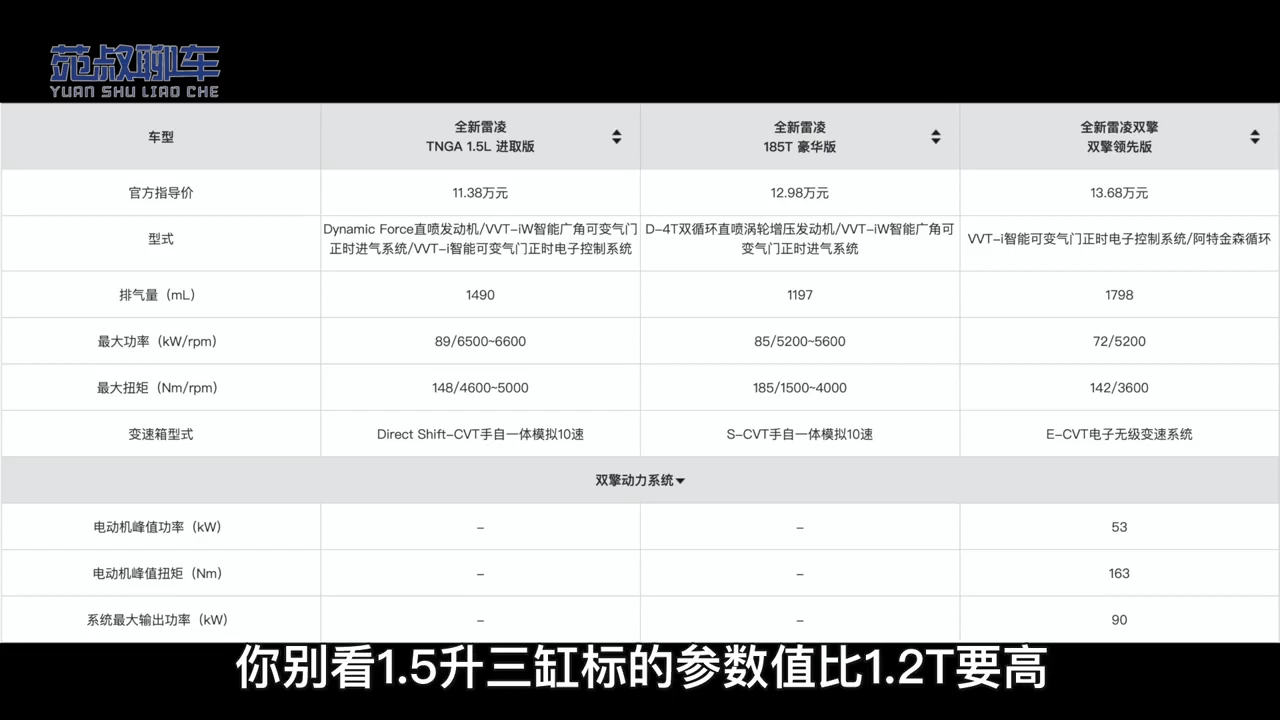 苑叔聊车
YUAN SHU LIAO CHE
车型
全新雷凌
TNGA 1.5L 进取版
全新雷凌
185T 豪华版
全新雷凌双擎
双擎领先版
官方指导价
11.38万元
12.98万元
13.68万元
型式
Dynamic Force直喷发动机/VVT-iW智能广角可变气门
正时进气系统/VVT-i智能可变气门正时电子控制系统
D-4T双循环直喷涡轮增压发动机/VVT-iW智能广角可
变气门正时进气系统
VVT-i智能可变气门正时电子控制系统/阿特金森循环
排气量（mL）
1490
1197
1798
最大功率（kW/rpm）
89/6500~6600
85/5200~5600
72/5200
最大扭矩（Nm/rpm）
148/4600~5000
185/1500~4000
142/3600
变速箱型式
Direct Shift-CVT手自一体模拟10速
S-CVT手自一体模拟10速
E-CVT电子无级变速系统
双擎动力系统
电动机峰值功率（kW）
–
–
53
电动机峰值扭矩（Nm）
–
–
163
系统最大输出功率（kW）
–
–
90
你别看1.5升三缸标的参数值比1.2T要高